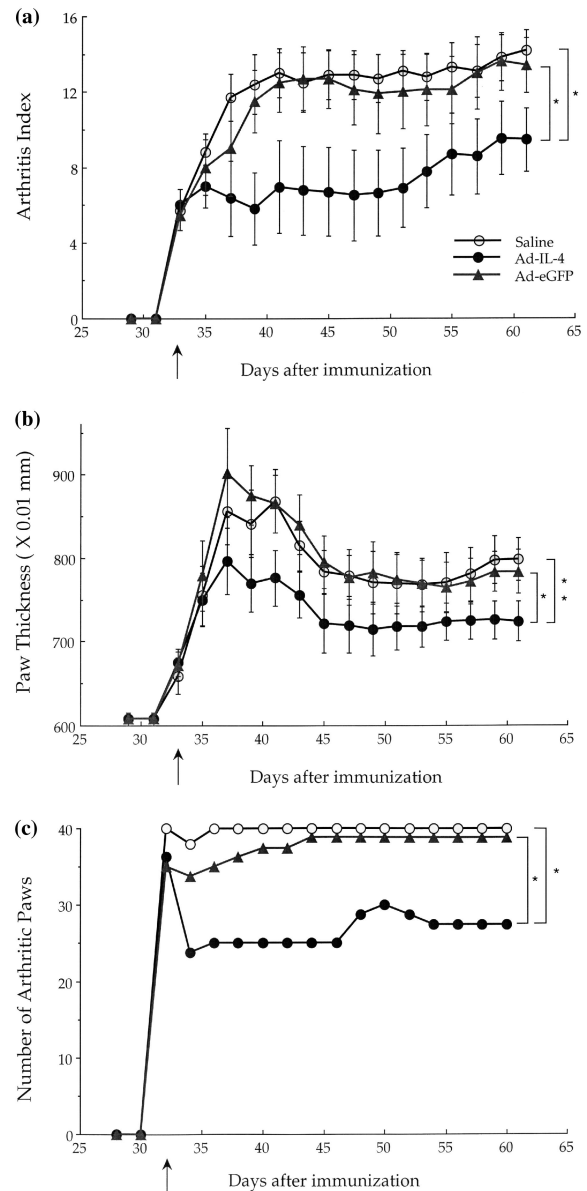 (a)
16
12
8
4
0
Arthritis Index
Saline
Ad-IL-4
Ad-eGFP
*
*
25 30 35 40 45 50 55 60 65
Days after immunization
(b)
900
800
700
600
Paw Thickness ( X 0.01 mm)
*
*
*
25 30 35 40 45 50 55 60 65
Days after immunization
(c)
40
30
20
10
0
Number of Arthritic Paws
*
*
25 30 35 40 45 50 55 60 65
Days after immunization